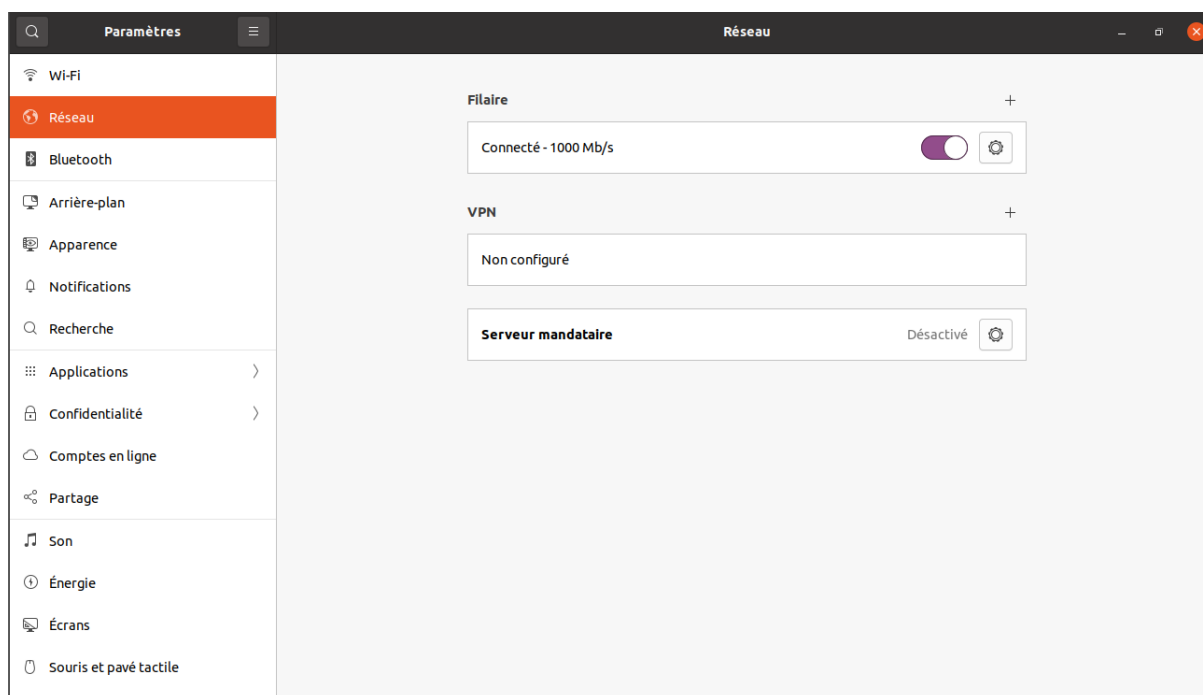 Paramètres
Réseau
Wi-Fi
Réseau
Bluetooth
Arrière-plan
Apparence
Notifications
Recherche
Applications
Confidentialité
Comptes en ligne
Partage
Son
Énergie
Écrans
Souris et pavé tactile
Filaire
Connecté - 1000 Mb/s
VPN
Non configuré
Serveur mandataire
Désactivé